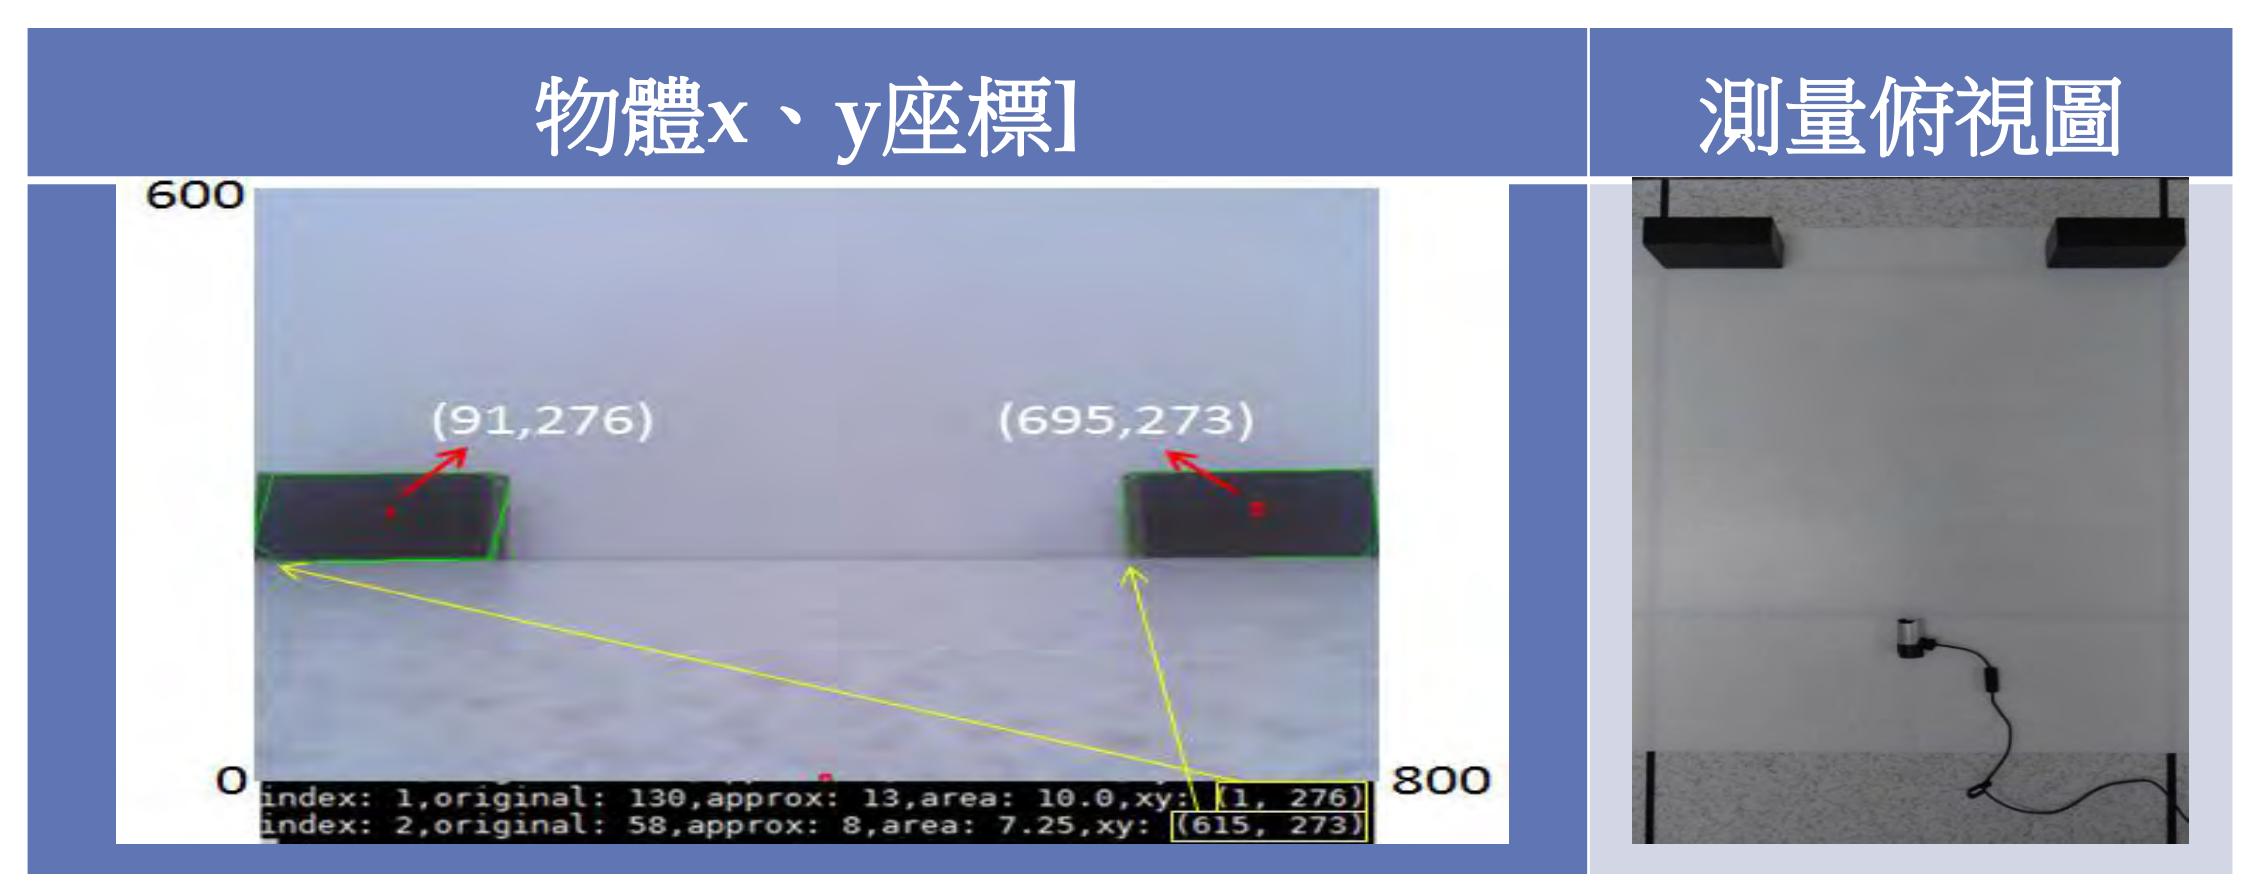 物體x、y座標]
測量俯視圖
600
(91,276)
(695,273)
0
800
index: 1,original: 130,approx: 13,area: 10.0,xy: (1, 276)
index: 2,original: 58,approx: 8,area: 7.25,xy: (615, 273)